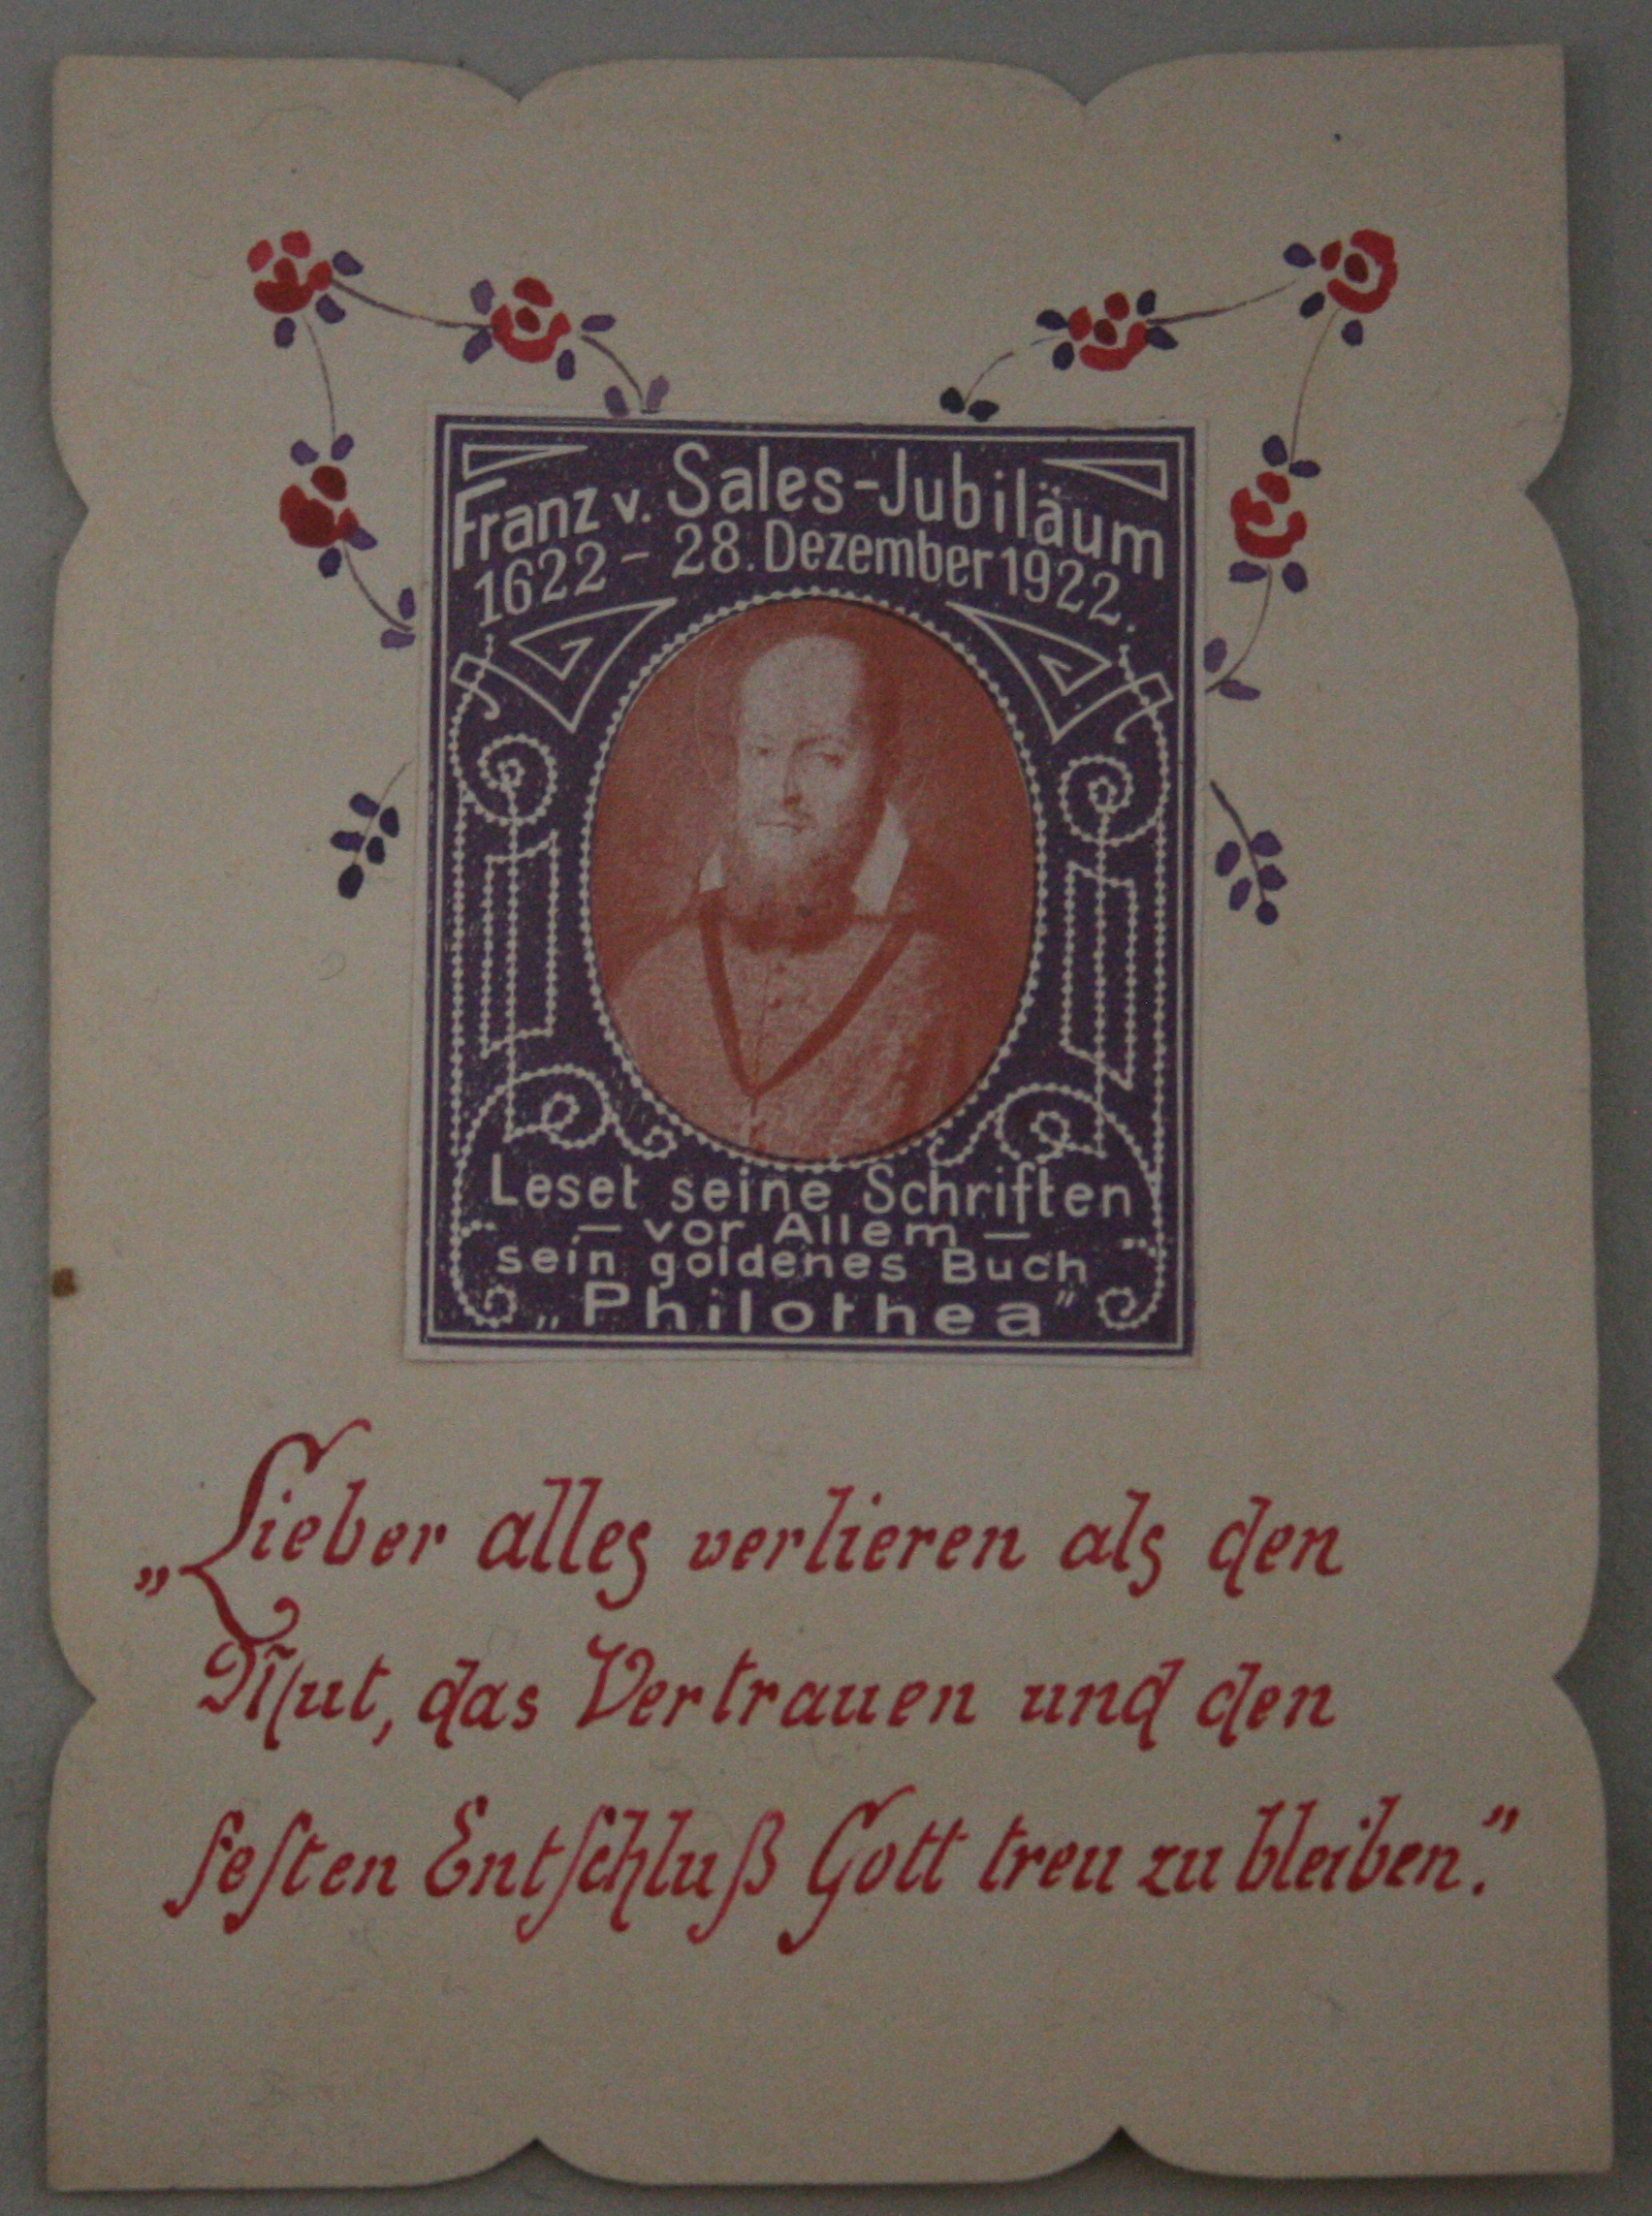 Franz v. Sales-Jubiläum
1622 - 28. Dezember 1922.
Leset seine Schriften
— vor Allem —
sein goldenes Buch
„Philothea"
„Lieber alles verlieren als den
Mut, das Vertrauen und den
feſten Entſchluß Gott treu zu bleiben."